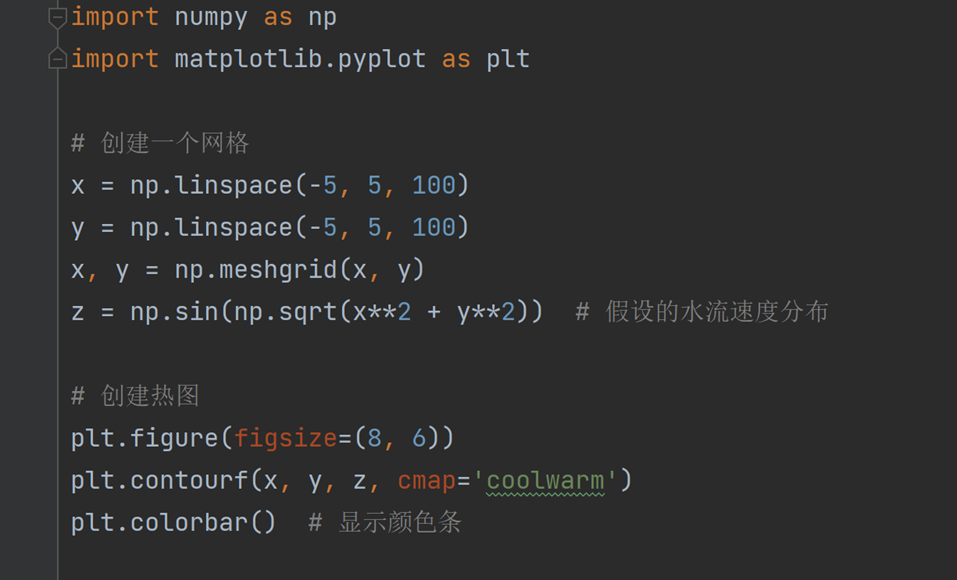 import numpy as np
import matplotlib.pyplot as plt
# 创建一个网格
x = np.linspace(-5, 5, 100)
y = np.linspace(-5, 5, 100)
x, y = np.meshgrid(x, y)
z = np.sin(np.sqrt(x**2 + y**2))  # 假设的水流速度分布
# 创建热图
plt.figure(figsize=(8, 6))
plt.contourf(x, y, z, cmap='coolwarm')
plt.colorbar()  # 显示颜色条